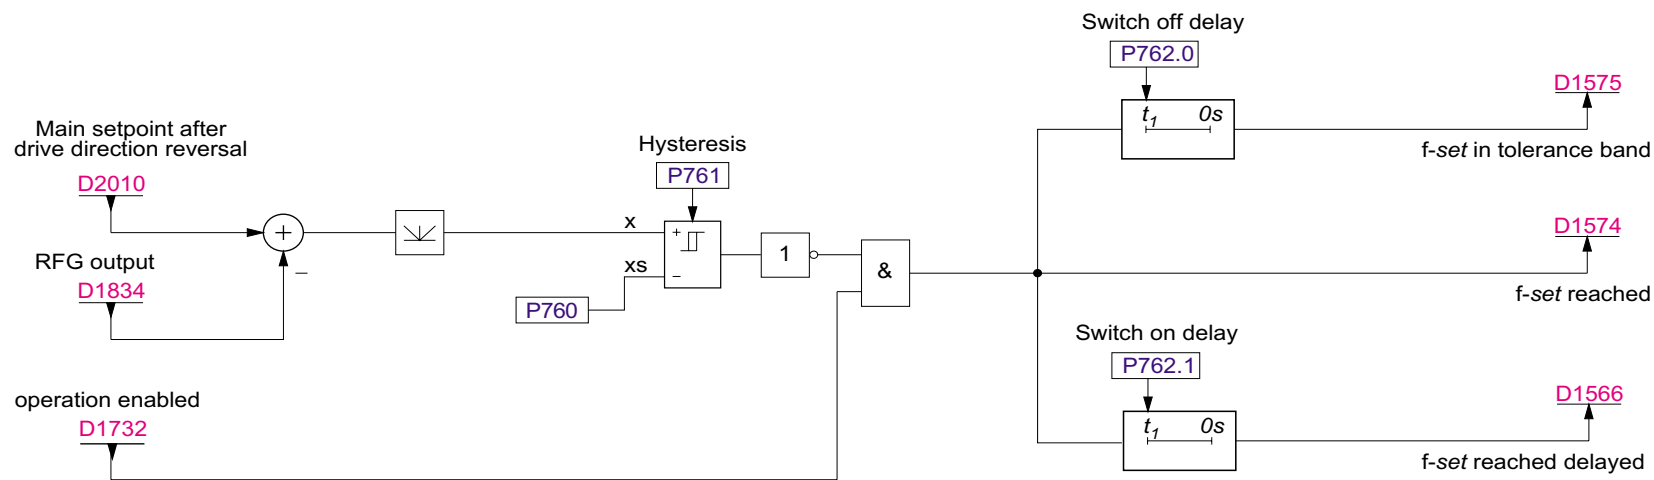 Switch off delay
P762.0
t1 0s
D1575
f-set in tolerance band
Main setpoint after
drive direction reversal
D2010
+
RFG output
D1834
–
Hysteresis
P761
x
+
xs
–
P760
1
&
D1574
f-set reached
Switch on delay
P762.1
t1 0s
D1566
f-set reached delayed
operation enabled
D1732